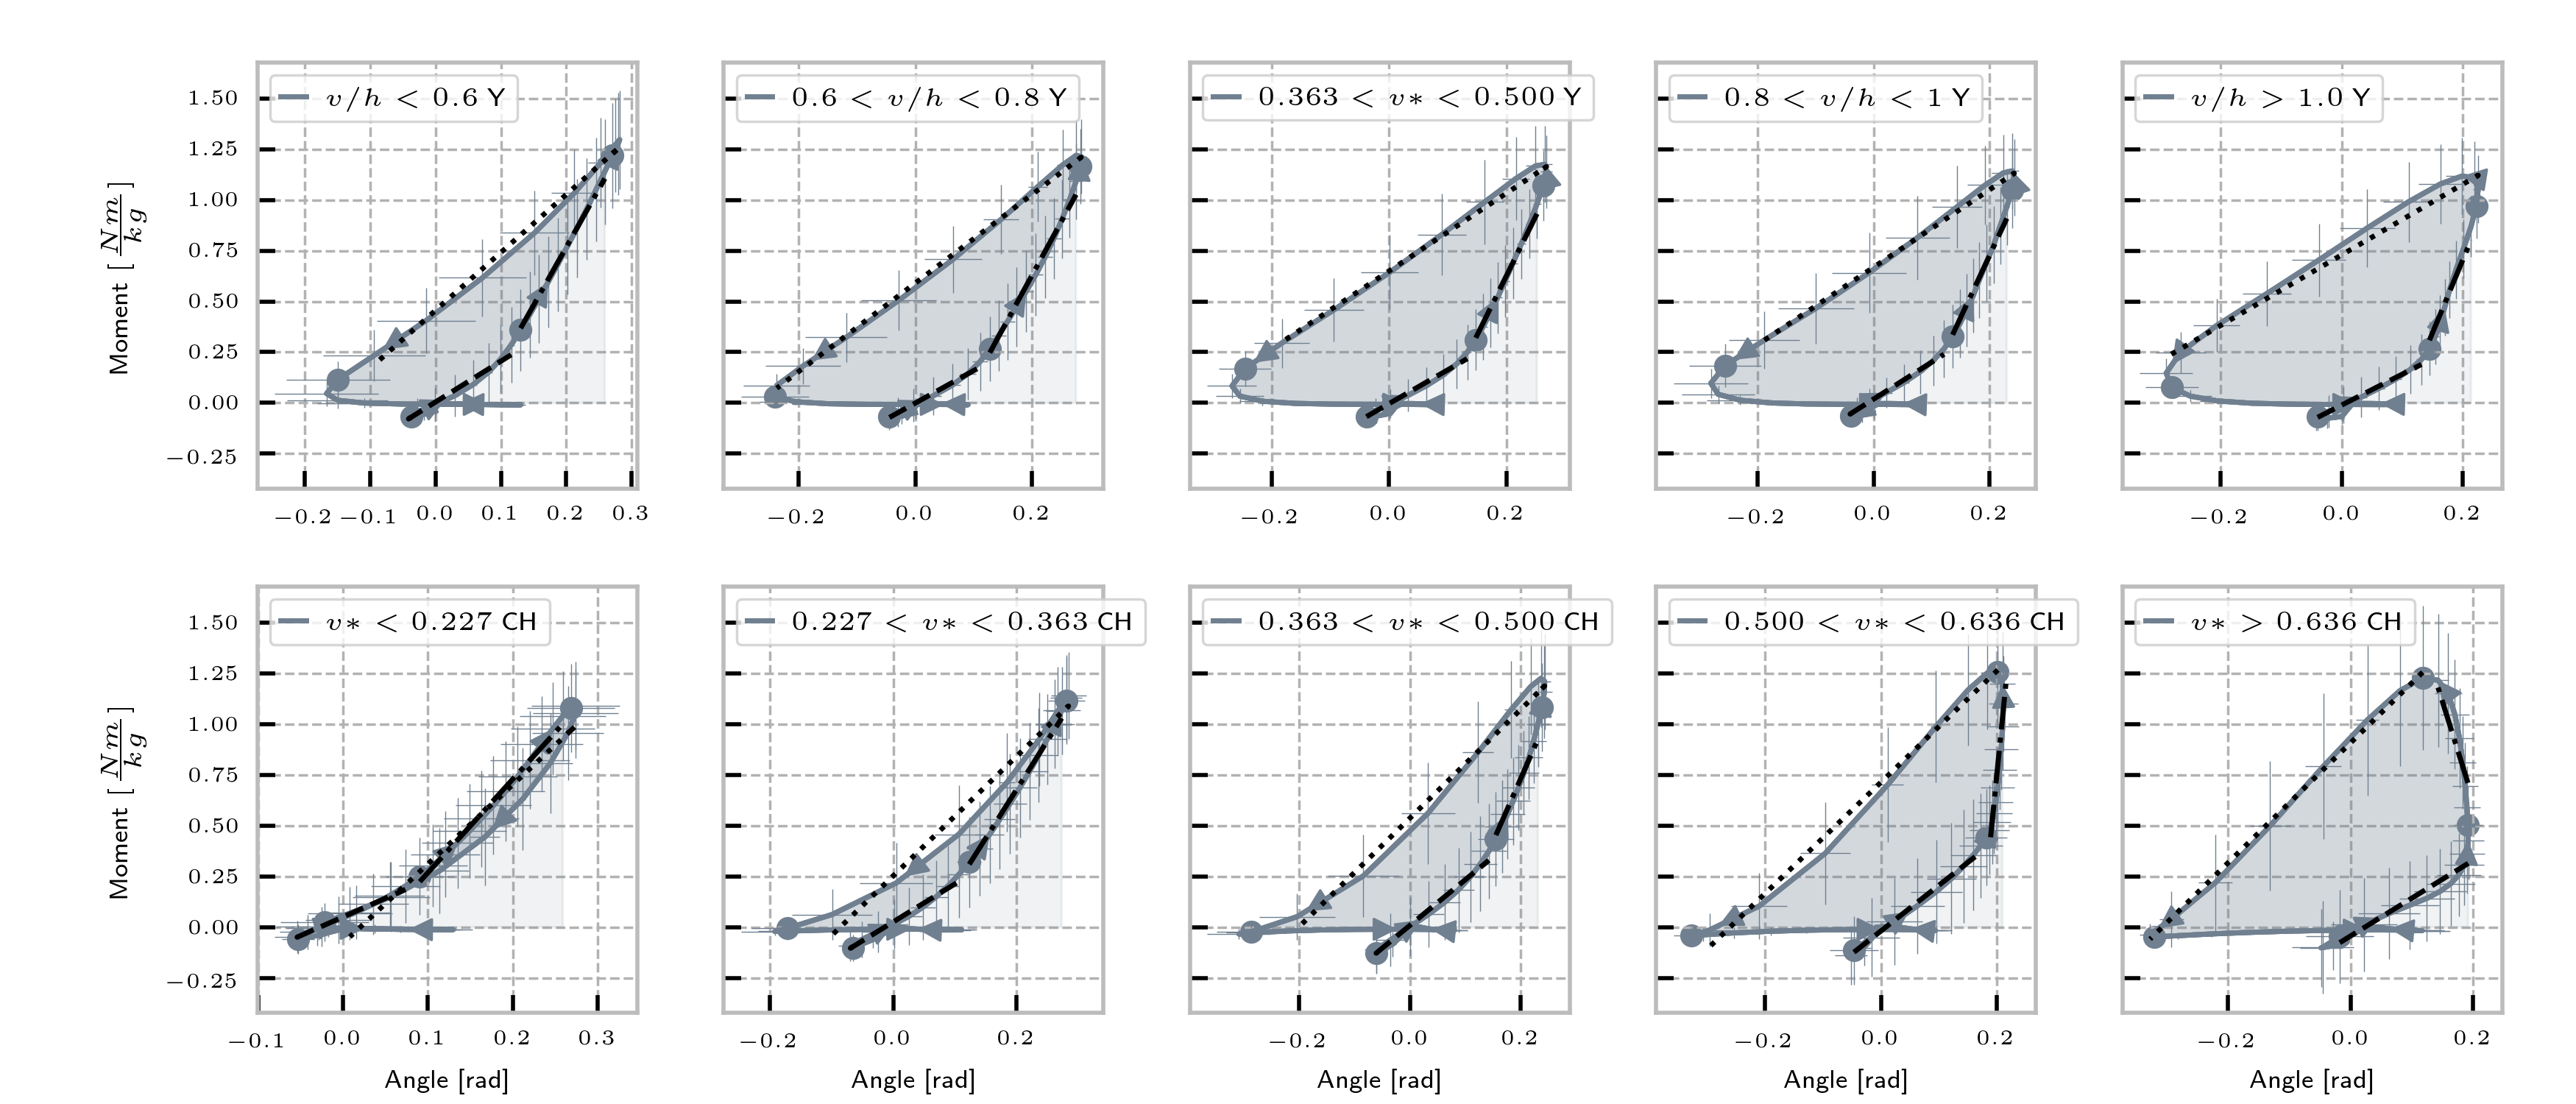 v/h < 0.6 Y
0.6 < v/h < 0.8 Y
0.363 < v* < 0.500 Y
0.8 < v/h < 1 Y
v/h > 1.0 Y
1.50
1.25
1.00
0.75
0.50
0.25
0.00
−0.25
Moment [ Nm/kg ]
−0.2 −0.1 0.0 0.1 0.2 0.3
−0.2 0.0 0.2
−0.2 0.0 0.2
−0.2 0.0 0.2
−0.2 0.0 0.2
v* < 0.227 CH
0.227 < v* < 0.363 CH
0.363 < v* < 0.500 CH
0.500 < v* < 0.636 CH
v* > 0.636 CH
1.50
1.25
1.00
0.75
0.50
0.25
0.00
−0.25
Moment [ Nm/kg ]
−0.1 0.0 0.1 0.2 0.3
−0.2 0.0 0.2
−0.2 0.0 0.2
−0.2 0.0 0.2
−0.2 0.0 0.2
Angle [rad]
Angle [rad]
Angle [rad]
Angle [rad]
Angle [rad]